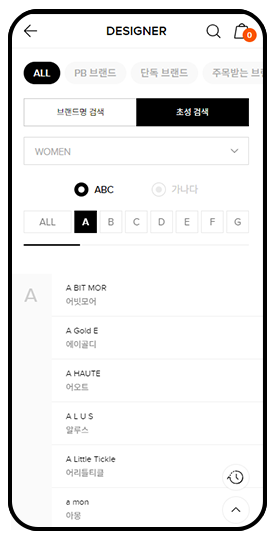 DESIGNER
0
ALL PB 브랜드 단독 브랜드 주목받는 브랜
브랜드명 검색 초성 검색
WOMEN
ABC 가나다
ALL A B C D E F G
A
A BIT MOR
어빗모어
A Gold E
에이골디
A HAUTE
어오트
A L U S
알루스
A Little Tickle
어리틀티클
a mon
아몽